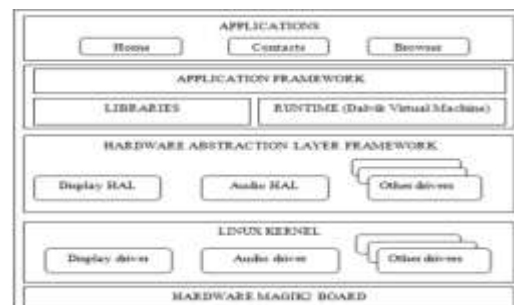 APPLICATIONS
Home Contacts Browser
APPLICATION FRAMEWORK
LIBRARIES RUNTIME (Dalvik Virtual Machine)
HARDWARE ABSTRACTION LAYER FRAMEWORK
Display HAL Audio HAL Other drivers
LINUX KERNEL
Display driver Audio driver Other drivers
HARDWARE MAGIK2 BOARD